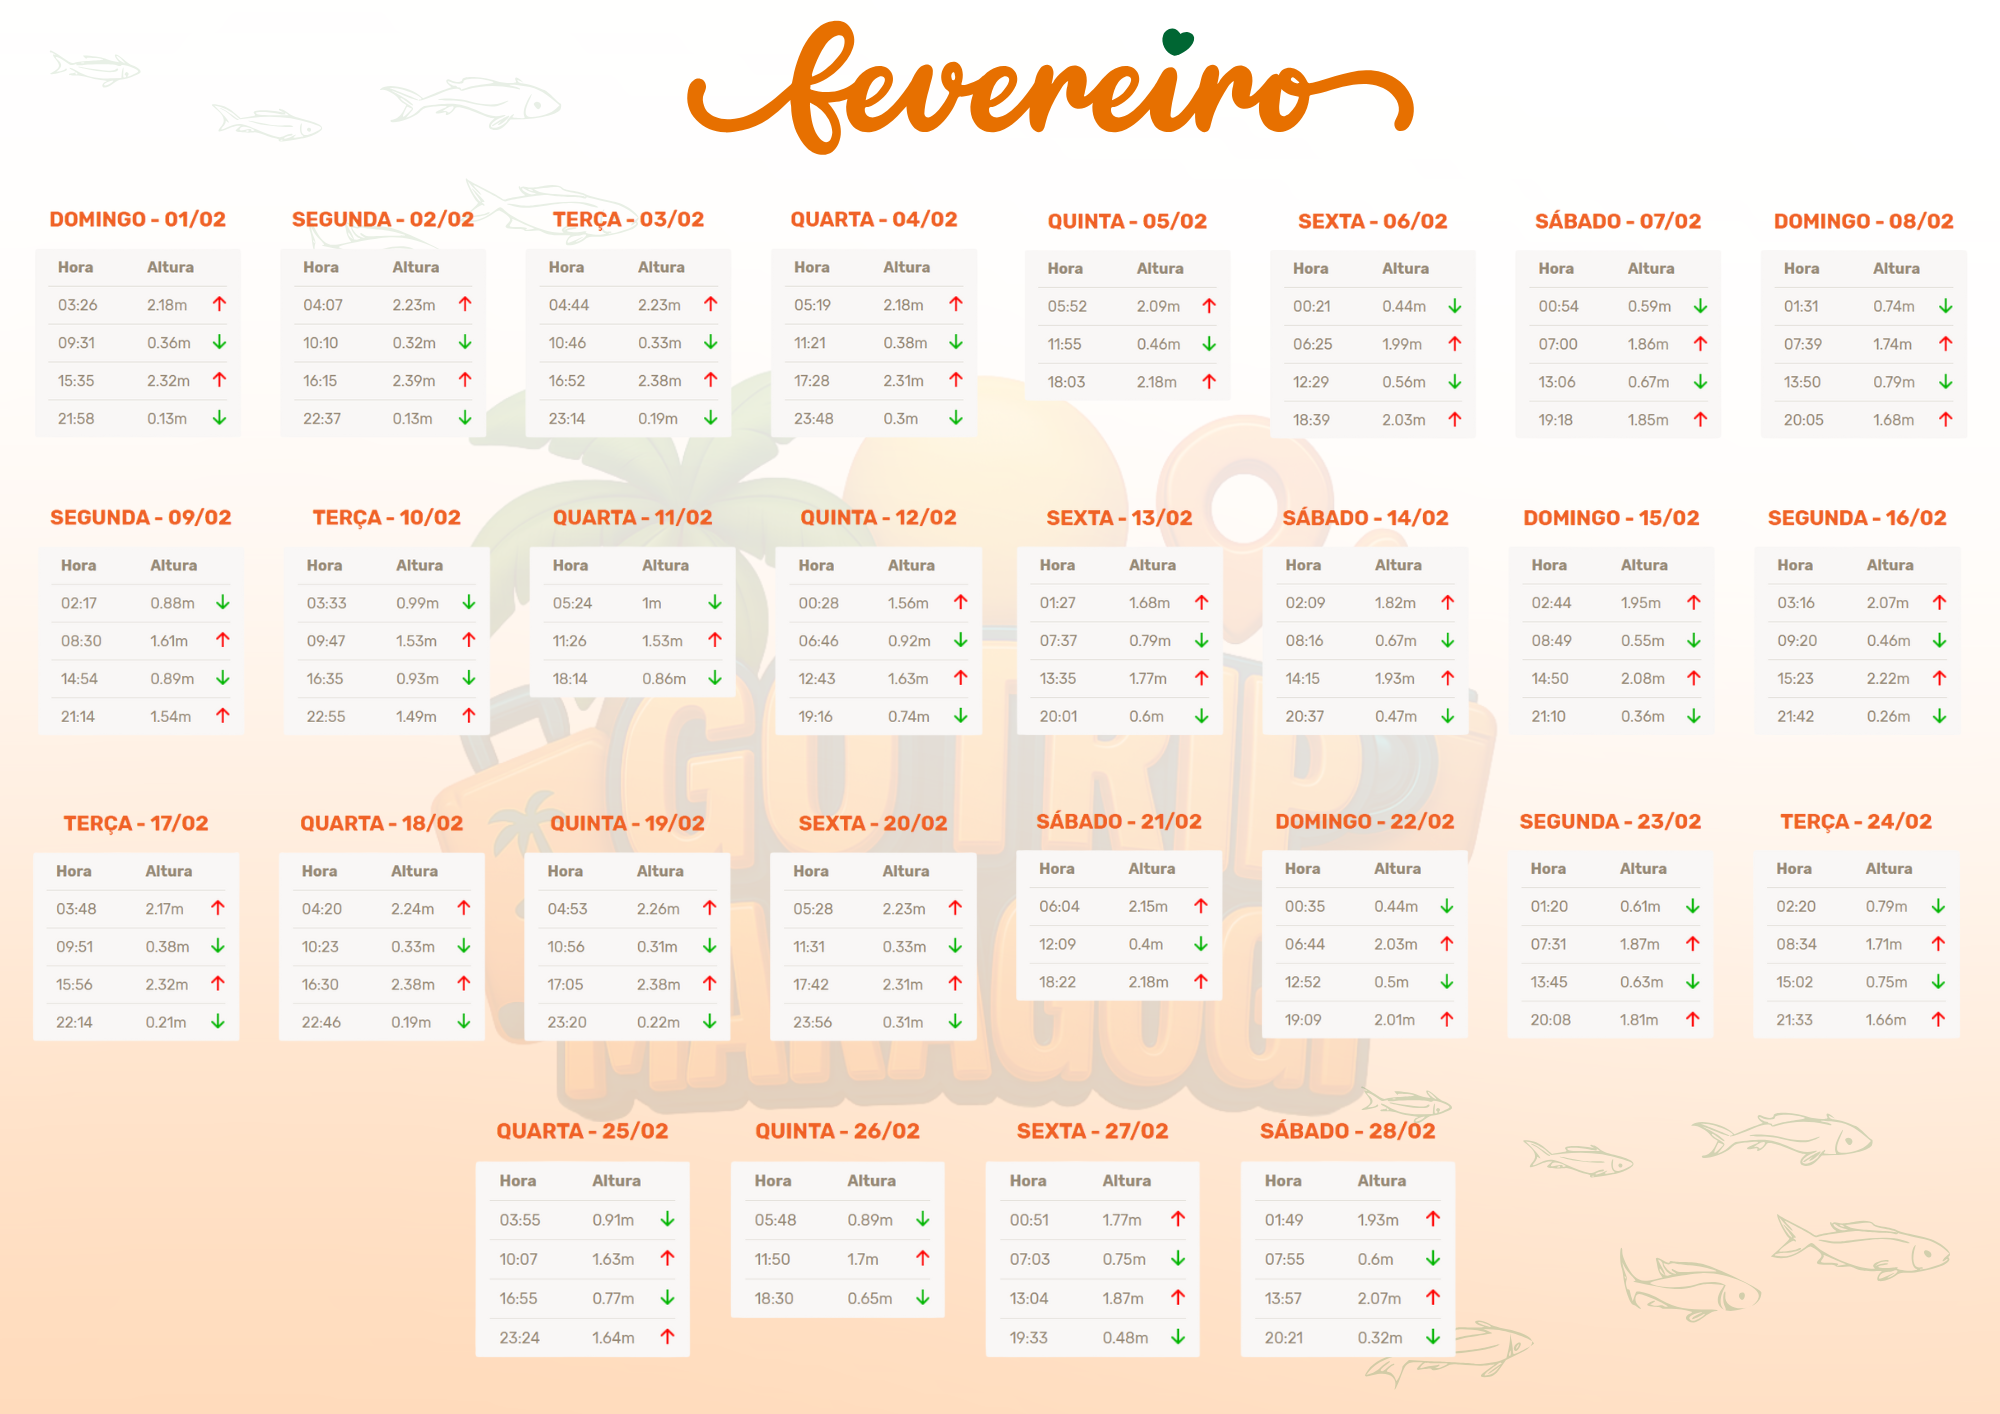 fevereiro
DOMINGO - 01/02
Hora Altura
03:26 2.18m ↑
09:31 0.36m ↓
15:35 2.32m ↑
21:58 0.13m ↓
SEGUNDA - 02/02
Hora Altura
04:07 2.23m ↑
10:10 0.32m ↓
16:15 2.39m ↑
22:37 0.13m ↓
TERÇA - 03/02
Hora Altura
04:44 2.23m ↑
10:46 0.33m ↓
16:52 2.38m ↑
23:14 0.19m ↓
QUARTA - 04/02
Hora Altura
05:19 2.18m ↑
11:21 0.38m ↓
17:28 2.31m ↑
23:48 0.3m ↓
QUINTA - 05/02
Hora Altura
05:52 2.09m ↑
11:55 0.46m ↓
18:03 2.18m ↑
SEXTA - 06/02
Hora Altura
00:21 0.44m ↓
06:25 1.99m ↑
12:29 0.56m ↓
18:39 2.03m ↑
SÁBADO - 07/02
Hora Altura
00:54 0.59m ↓
07:00 1.86m ↑
13:06 0.67m ↓
19:18 1.85m ↑
DOMINGO - 08/02
Hora Altura
01:31 0.74m ↓
07:39 1.74m ↑
13:50 0.79m ↓
20:05 1.68m ↑
SEGUNDA - 09/02
Hora Altura
02:17 0.88m ↓
08:30 1.61m ↑
14:54 0.89m ↓
21:14 1.54m ↑
TERÇA - 10/02
Hora Altura
03:33 0.99m ↓
09:47 1.53m ↑
16:35 0.93m ↓
22:55 1.49m ↑
QUARTA - 11/02
Hora Altura
05:24 1m ↓
11:26 1.53m ↑
18:14 0.86m ↓
QUINTA - 12/02
Hora Altura
00:28 1.56m ↑
06:46 0.92m ↓
12:43 1.63m ↑
19:16 0.74m ↓
SEXTA - 13/02
Hora Altura
01:27 1.68m ↑
07:37 0.79m ↓
13:35 1.77m ↑
20:01 0.6m ↓
SÁBADO - 14/02
Hora Altura
02:09 1.82m ↑
08:16 0.67m ↓
14:15 1.93m ↑
20:37 0.47m ↓
DOMINGO - 15/02
Hora Altura
02:44 1.95m ↑
08:49 0.55m ↓
14:50 2.08m ↑
21:10 0.36m ↓
SEGUNDA - 16/02
Hora Altura
03:16 2.07m ↑
09:20 0.46m ↓
15:23 2.22m ↑
21:42 0.26m ↓
TERÇA - 17/02
Hora Altura
03:48 2.17m ↑
09:51 0.38m ↓
15:56 2.32m ↑
22:14 0.21m ↓
QUARTA - 18/02
Hora Altura
04:20 2.24m ↑
10:23 0.33m ↓
16:30 2.38m ↑
22:46 0.19m ↓
QUINTA - 19/02
Hora Altura
04:53 2.26m ↑
10:56 0.31m ↓
17:05 2.38m ↑
23:20 0.22m ↓
SEXTA - 20/02
Hora Altura
05:28 2.23m ↑
11:31 0.33m ↓
17:42 2.31m ↑
23:56 0.31m ↓
SÁBADO - 21/02
Hora Altura
06:04 2.15m ↑
12:09 0.4m ↓
18:22 2.18m ↑
DOMINGO - 22/02
Hora Altura
00:35 0.44m ↓
06:44 2.03m ↑
12:52 0.5m ↓
19:09 2.01m ↑
SEGUNDA - 23/02
Hora Altura
01:20 0.61m ↓
07:31 1.87m ↑
13:45 0.63m ↓
20:08 1.81m ↑
TERÇA - 24/02
Hora Altura
02:20 0.79m ↓
08:34 1.71m ↑
15:02 0.75m ↓
21:33 1.66m ↑
QUARTA - 25/02
Hora Altura
03:55 0.91m ↓
10:07 1.63m ↑
16:55 0.77m ↓
23:24 1.64m ↑
QUINTA - 26/02
Hora Altura
05:48 0.89m ↓
11:50 1.7m ↑
18:30 0.65m ↓
SEXTA - 27/02
Hora Altura
00:51 1.77m ↑
07:03 0.75m ↓
13:04 1.87m ↑
19:33 0.48m ↓
SÁBADO - 28/02
Hora Altura
01:49 1.93m ↑
07:55 0.6m ↓
13:57 2.07m ↑
20:21 0.32m ↓
GO TRIP
MARAGOGI